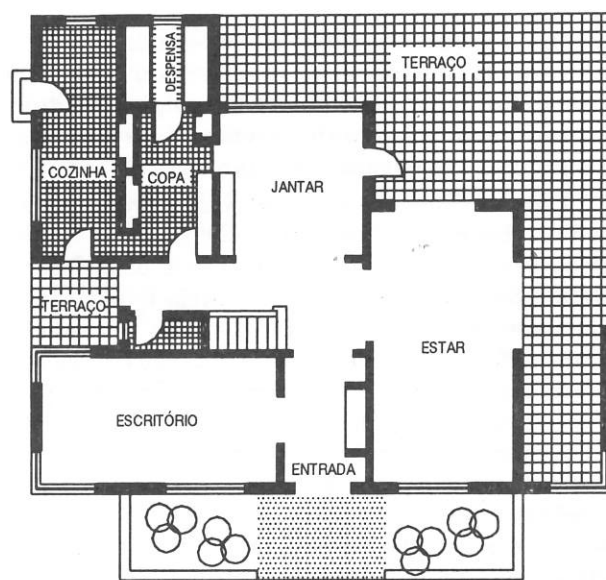 DESPENSA
TERRAÇO
COZINHA
COPA
JANTAR
TERRAÇO
ESTAR
ESCRITÓRIO
ENTRADA